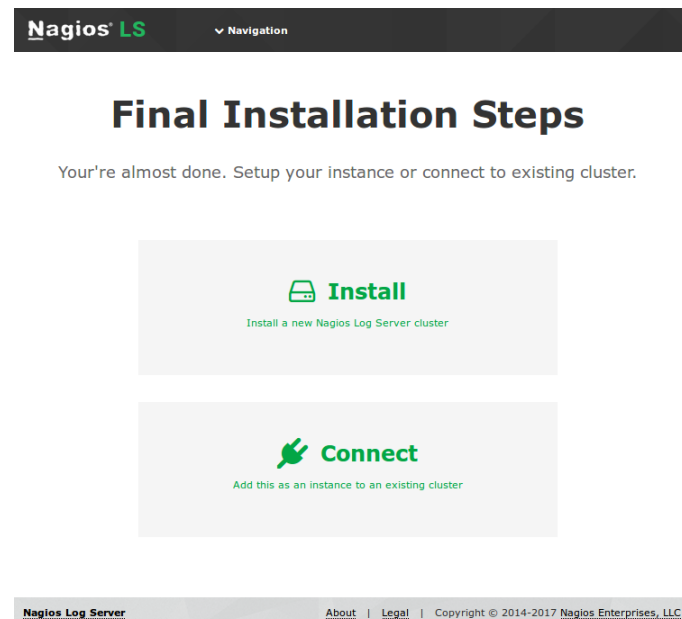 Nagios® LS Navigation
Final Installation Steps
Your're almost done. Setup your instance or connect to existing cluster.
Install
Install a new Nagios Log Server cluster
Connect
Add this as an instance to an existing cluster
Nagios Log Server About | Legal | Copyright © 2014-2017 Nagios Enterprises, LLC